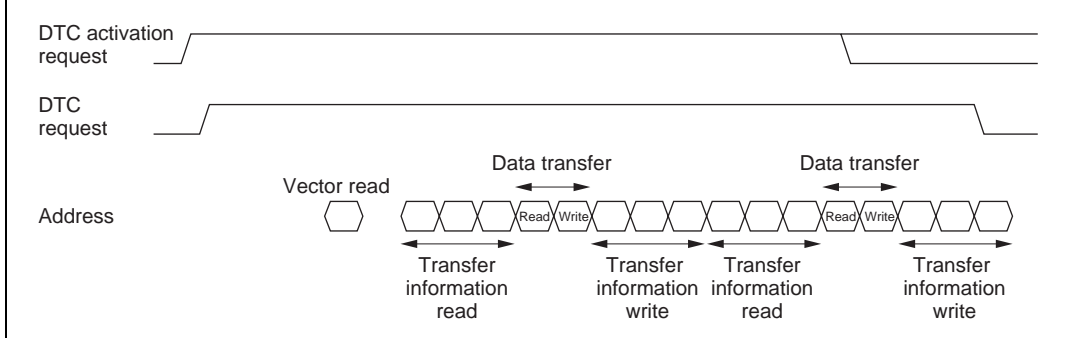 DTC activation
request
DTC
request
Data transfer
Data transfer
Vector read
Address
Read
Write
Read
Write
Transfer
information
read
Transfer
information
write
Transfer
information
read
Transfer
information
write